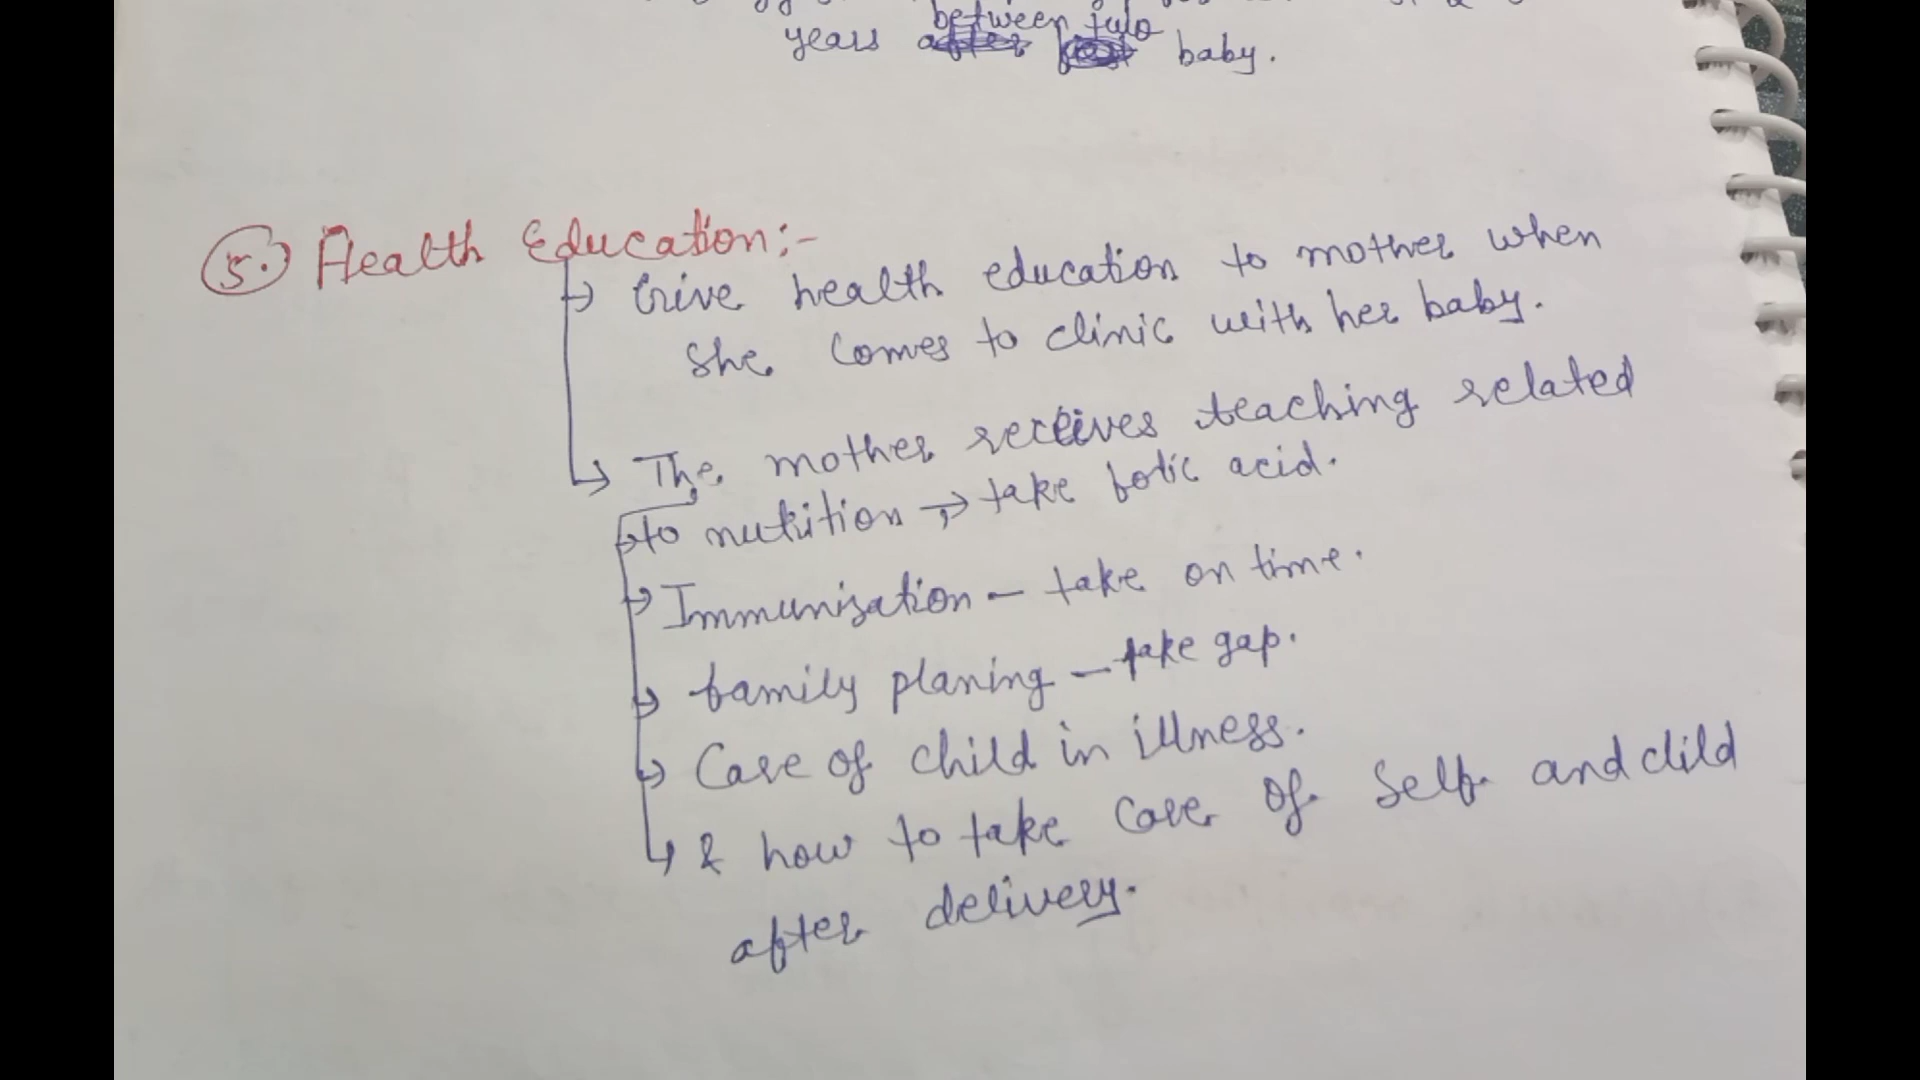 between two
years after baby.
5. Health Education:-
→ Give health education to mother when
she comes to clinic with her baby.
→ The mother receives teaching related
→ to nutrition → take folic acid.
→ Immunization - take on time.
→ family planing - take gap.
→ Care of child in illness.
→ & how to take care of self and child
after delivery.